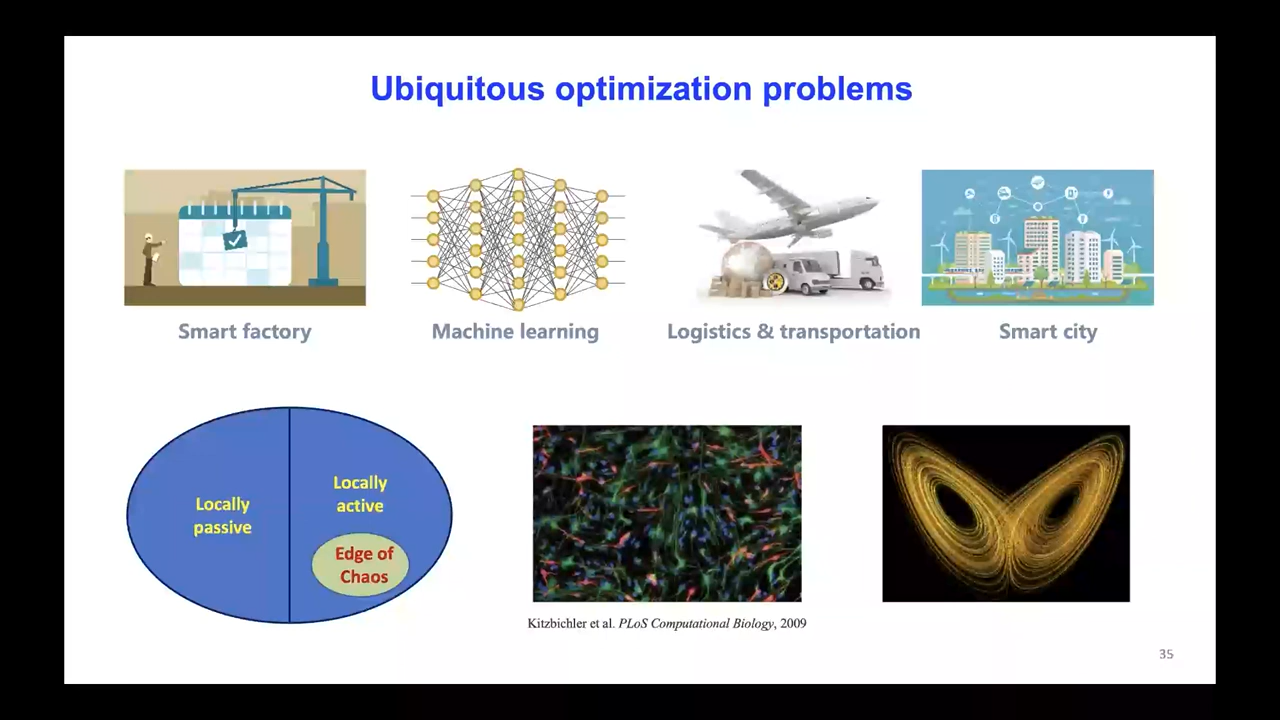 Ubiquitous optimization problems
Smart factory
Machine learning
Logistics & transportation
Smart city
Locally
passive
Locally
active
Edge of
Chaos
Kitzbichler et al. PLoS Computational Biology, 2009
35